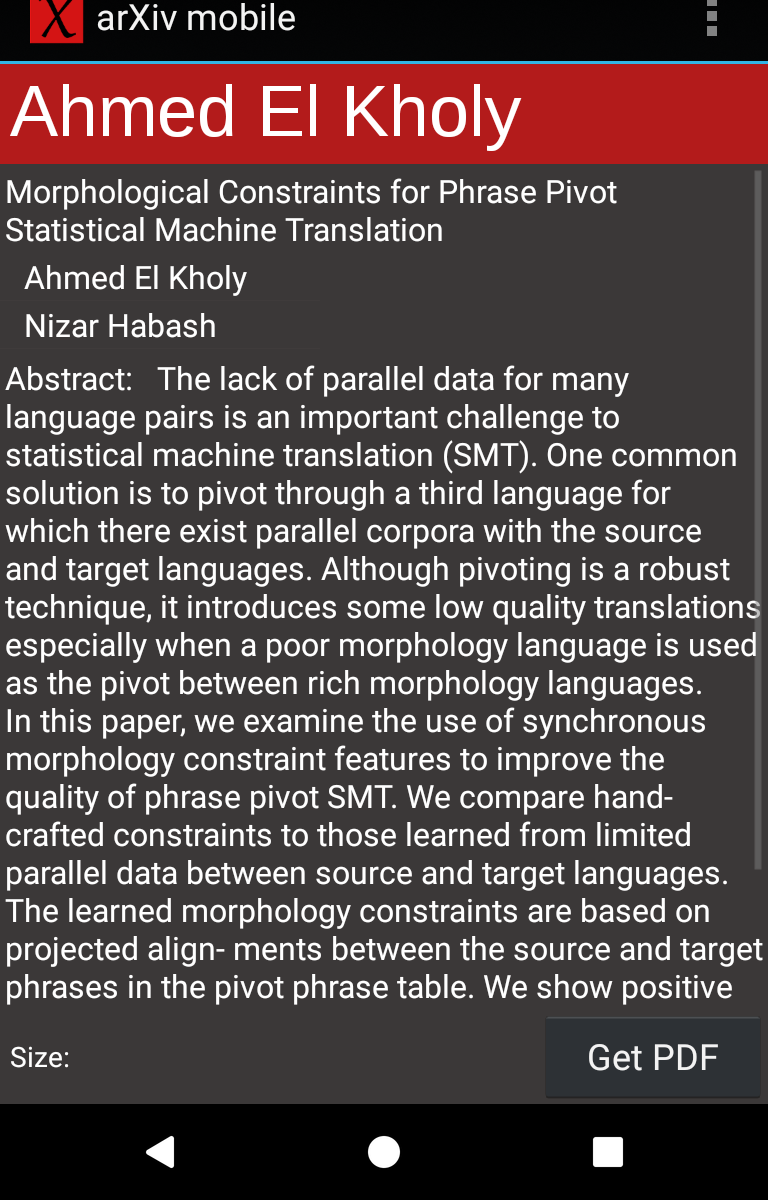 arXiv mobile
Ahmed El Kholy
Morphological Constraints for Phrase Pivot
Statistical Machine Translation
Ahmed El Kholy
Nizar Habash
Abstract: The lack of parallel data for many
language pairs is an important challenge to
statistical machine translation (SMT). One common
solution is to pivot through a third language for
which there exist parallel corpora with the source
and target languages. Although pivoting is a robust
technique, it introduces some low quality translations
especially when a poor morphology language is used
as the pivot between rich morphology languages.
In this paper, we examine the use of synchronous
morphology constraint features to improve the
quality of phrase pivot SMT. We compare hand-
crafted constraints to those learned from limited
parallel data between source and target languages.
The learned morphology constraints are based on
projected align- ments between the source and target
phrases in the pivot phrase table. We show positive
Size:
Get PDF